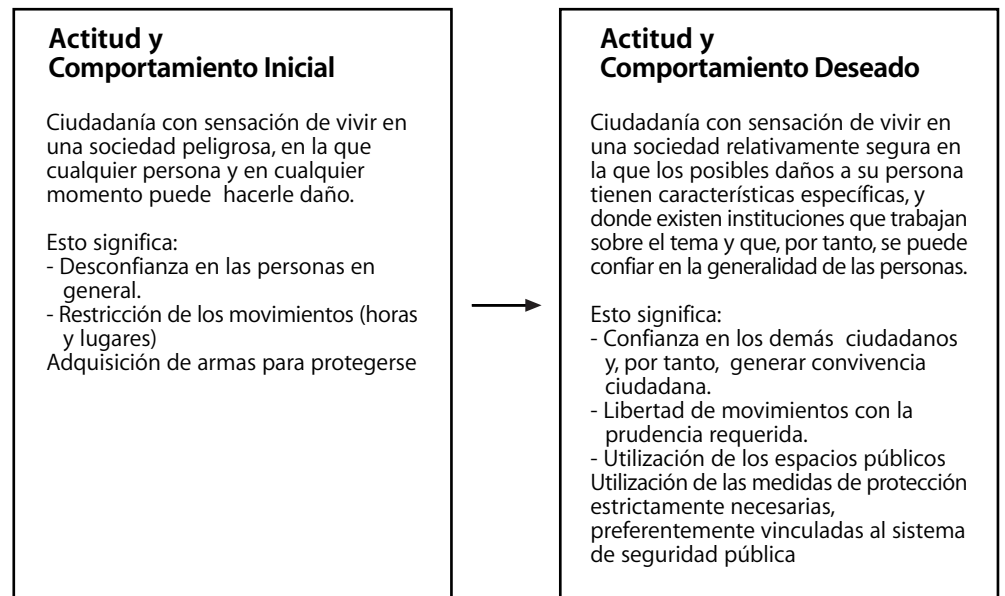 Actitud y
Comportamiento Inicial
Ciudadanía con sensación de vivir en
una sociedad peligrosa, en la que
cualquier persona y en cualquier
momento puede hacerle daño.
Esto significa:
- Desconfianza en las personas en
general.
- Restricción de los movimientos (horas
y lugares)
Adquisición de armas para protegerse
Actitud y
Comportamiento Deseado
Ciudadanía con sensación de vivir en
una sociedad relativamente segura en
la que los posibles daños a su persona
tienen características específicas, y
donde existen instituciones que trabajan
sobre el tema y que, por tanto, se puede
confiar en la generalidad de las personas.
Esto significa:
- Confianza en los demás ciudadanos
y, por tanto, generar convivencia
ciudadana.
- Libertad de movimientos con la
prudencia requerida.
- Utilización de los espacios públicos
Utilización de las medidas de protección
estrictamente necesarias,
preferentemente vinculadas al sistema
de seguridad pública